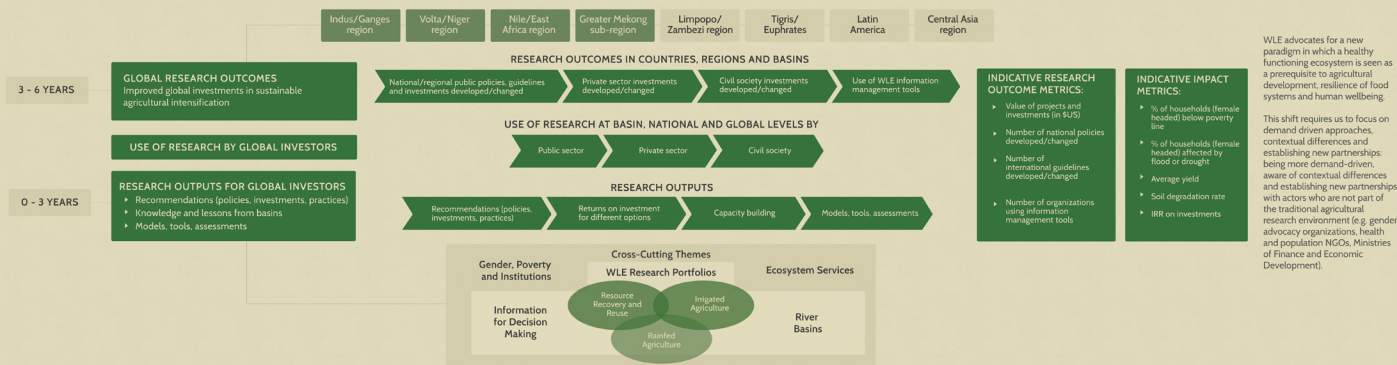 Indus/Ganges
region
Volta/Niger
region
Nile/East
Africa region
Greater Mekong
sub-region
Limpopo/
Zambezi region
Tigris/
Euphrates
Latin
America
Central Asia
region
3 - 6 YEARS
GLOBAL RESEARCH OUTCOMES
Improved global investments in sustainable
agricultural intensification
USE OF RESEARCH BY GLOBAL INVESTORS
0 - 3 YEARS
RESEARCH OUTPUTS FOR GLOBAL INVESTORS
Recommendations (policies, investments, practices)
Knowledge and lessons from basins
Models, tools, assessments
RESEARCH OUTCOMES IN COUNTRIES, REGIONS AND BASINS
National/regional public policies, guidelines
and investments developed/changed
Private sector investments
developed/changed
Civil society investments
developed/changed
Use of WLE information
management tools
USE OF RESEARCH AT BASIN, NATIONAL AND GLOBAL LEVELS BY
Public sector
Private sector
Civil society
RESEARCH OUTPUTS
Recommendations (policies,
investments, practices)
Returns on investment
for different options
Capacity building
Models, tools, assessments
Cross-Cutting Themes
Gender, Poverty
and Institutions
WLE Research Portfolios
Ecosystem Services
Information
for Decision
Making
Resource
Recovery and
Reuse
Irrigated
Agriculture
Rainfed
Agriculture
River
Basins
INDICATIVE RESEARCH
OUTCOME METRICS:
Value of projects and
investments (in $US)
Number of national policies
developed/changed
Number of
international guidelines
developed/changed
Number of organizations
using information
management tools
INDICATIVE IMPACT
METRICS:
% of households (female
headed) below poverty
line
% of households (female
headed) affected by
flood or drought
Average yield
Soil degradation rate
IRR on investments
WLE advocates for a new
paradigm in which a healthy
functioning ecosystem is seen as
a prerequisite to agricultural
development, resilience of food
systems and human wellbeing.
This shift requires us to focus on
demand driven approaches,
contextual differences and
establishing new partnerships:
being more demand-driven,
aware of contextual differences
and establishing new partnerships
with actors who are not part of
the traditional agricultural
research environment (e.g. gender
advocacy organizations, health
and population NGOs, Ministries
of Finance and Economic
Development).